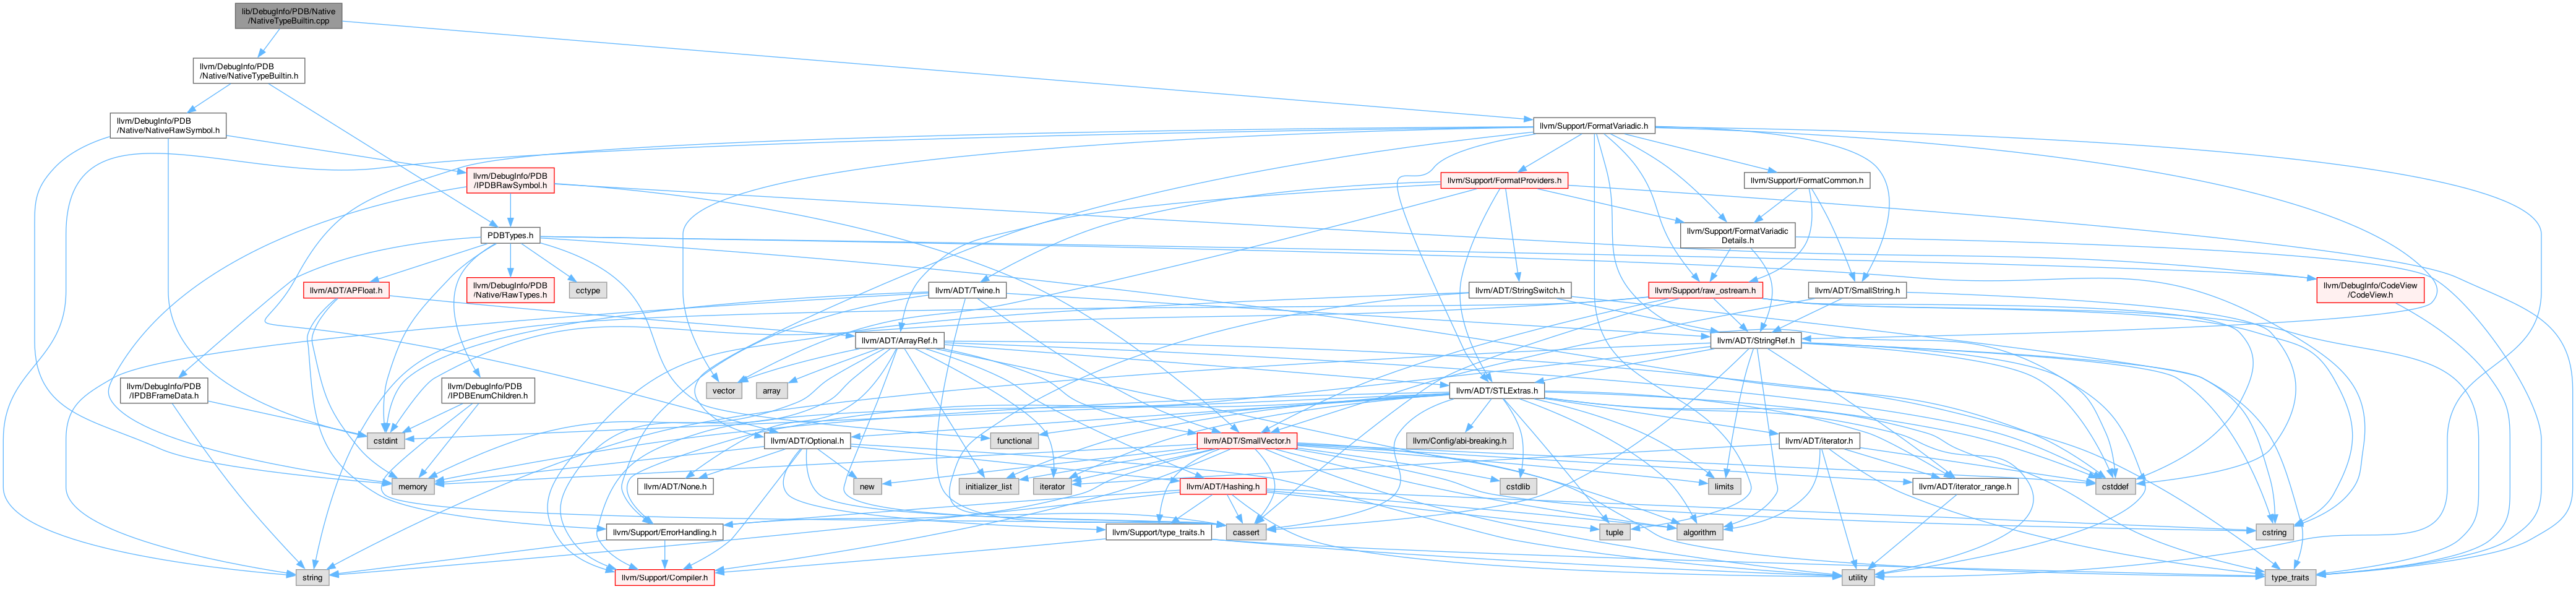 lib/DebugInfo/PDB/Native
/NativeTypeBuiltin.cpp
llvm/DebugInfo/PDB
/Native/NativeTypeBuiltin.h
llvm/DebugInfo/PDB
/Native/NativeRawSymbol.h
llvm/Support/FormatVariadic.h
llvm/DebugInfo/PDB
/IPDBRawSymbol.h
llvm/Support/FormatProviders.h
llvm/Support/FormatCommon.h
PDBTypes.h
llvm/Support/FormatVariadic
Details.h
llvm/ADT/APFloat.h
llvm/DebugInfo/PDB
/Native/RawTypes.h
cctype
llvm/ADT/Twine.h
llvm/ADT/StringSwitch.h
llvm/Support/raw_ostream.h
llvm/ADT/SmallString.h
llvm/DebugInfo/CodeView
/CodeView.h
llvm/ADT/ArrayRef.h
llvm/ADT/StringRef.h
llvm/DebugInfo/PDB
/IPDBFrameData.h
llvm/DebugInfo/PDB
/IPDBEnumChildren.h
vector
array
llvm/ADT/STLExtras.h
cstdint
llvm/ADT/Optional.h
functional
llvm/ADT/SmallVector.h
llvm/Config/abi-breaking.h
llvm/ADT/iterator.h
memory
llvm/ADT/None.h
new
initializer_list
iterator
llvm/ADT/Hashing.h
cstdlib
limits
llvm/ADT/iterator_range.h
cstddef
llvm/Support/ErrorHandling.h
llvm/Support/type_traits.h
cassert
tuple
algorithm
cstring
string
llvm/Support/Compiler.h
utility
type_traits